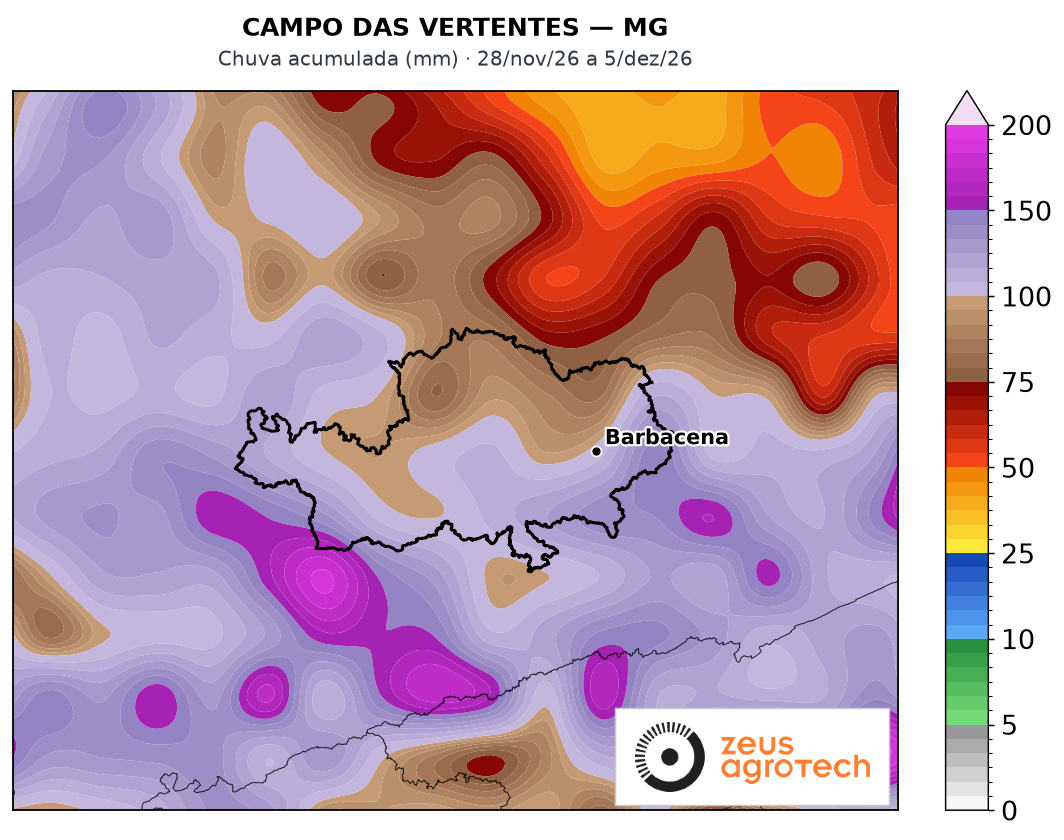 CAMPO DAS VERTENTES — MG
Chuva acumulada (mm) · 28/nov/26 a 5/dez/26
Barbacena
200
150
100
75
50
25
10
5
0
zeus
agrotech